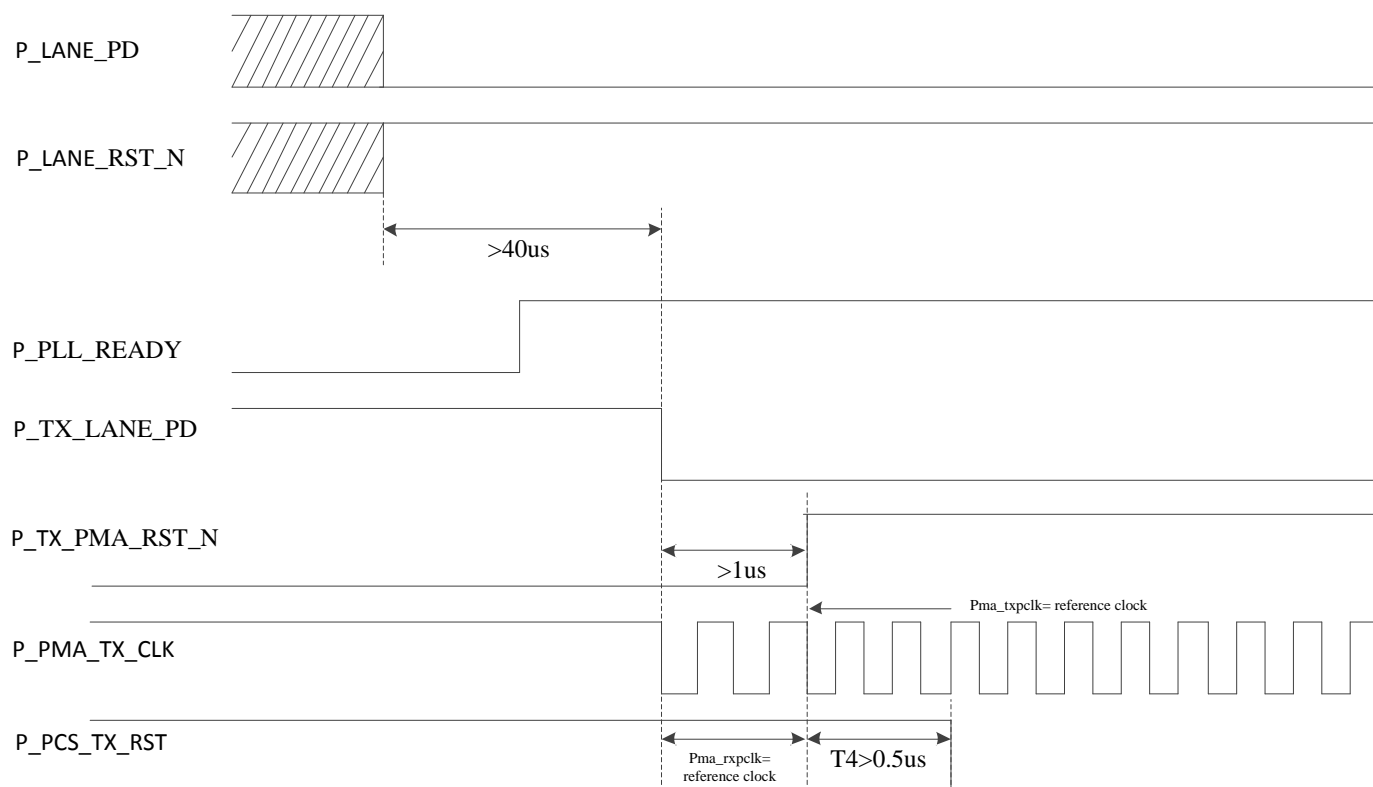 P_LANE_PD
P_LANE_RST_N
>40us
P_PLL_READY
P_TX_LANE_PD
P_TX_PMA_RST_N
>1us
Pma_txpclk= reference clock
P_PMA_TX_CLK
P_PCS_TX_RST
Pma_rxpclk=
reference clock
T4>0.5us